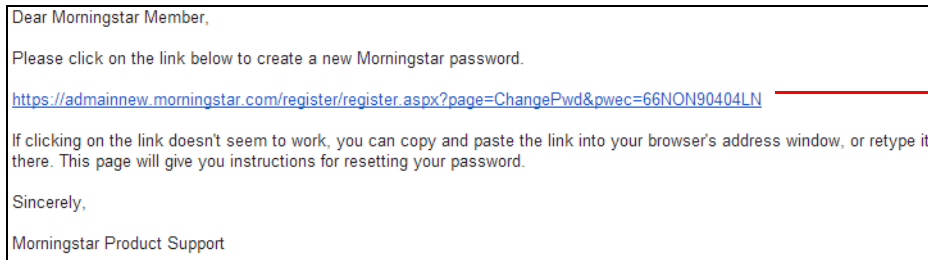 Dear Morningstar Member,
Please click on the link below to create a new Morningstar password.
https://admainnew.morningstar.com/register/register.aspx?page=ChangePwd&pwec=66NON90404LN
If clicking on the link doesn't seem to work, you can copy and paste the link into your browser's address window, or retype it
there. This page will give you instructions for resetting your password.
Sincerely,
Morningstar Product Support